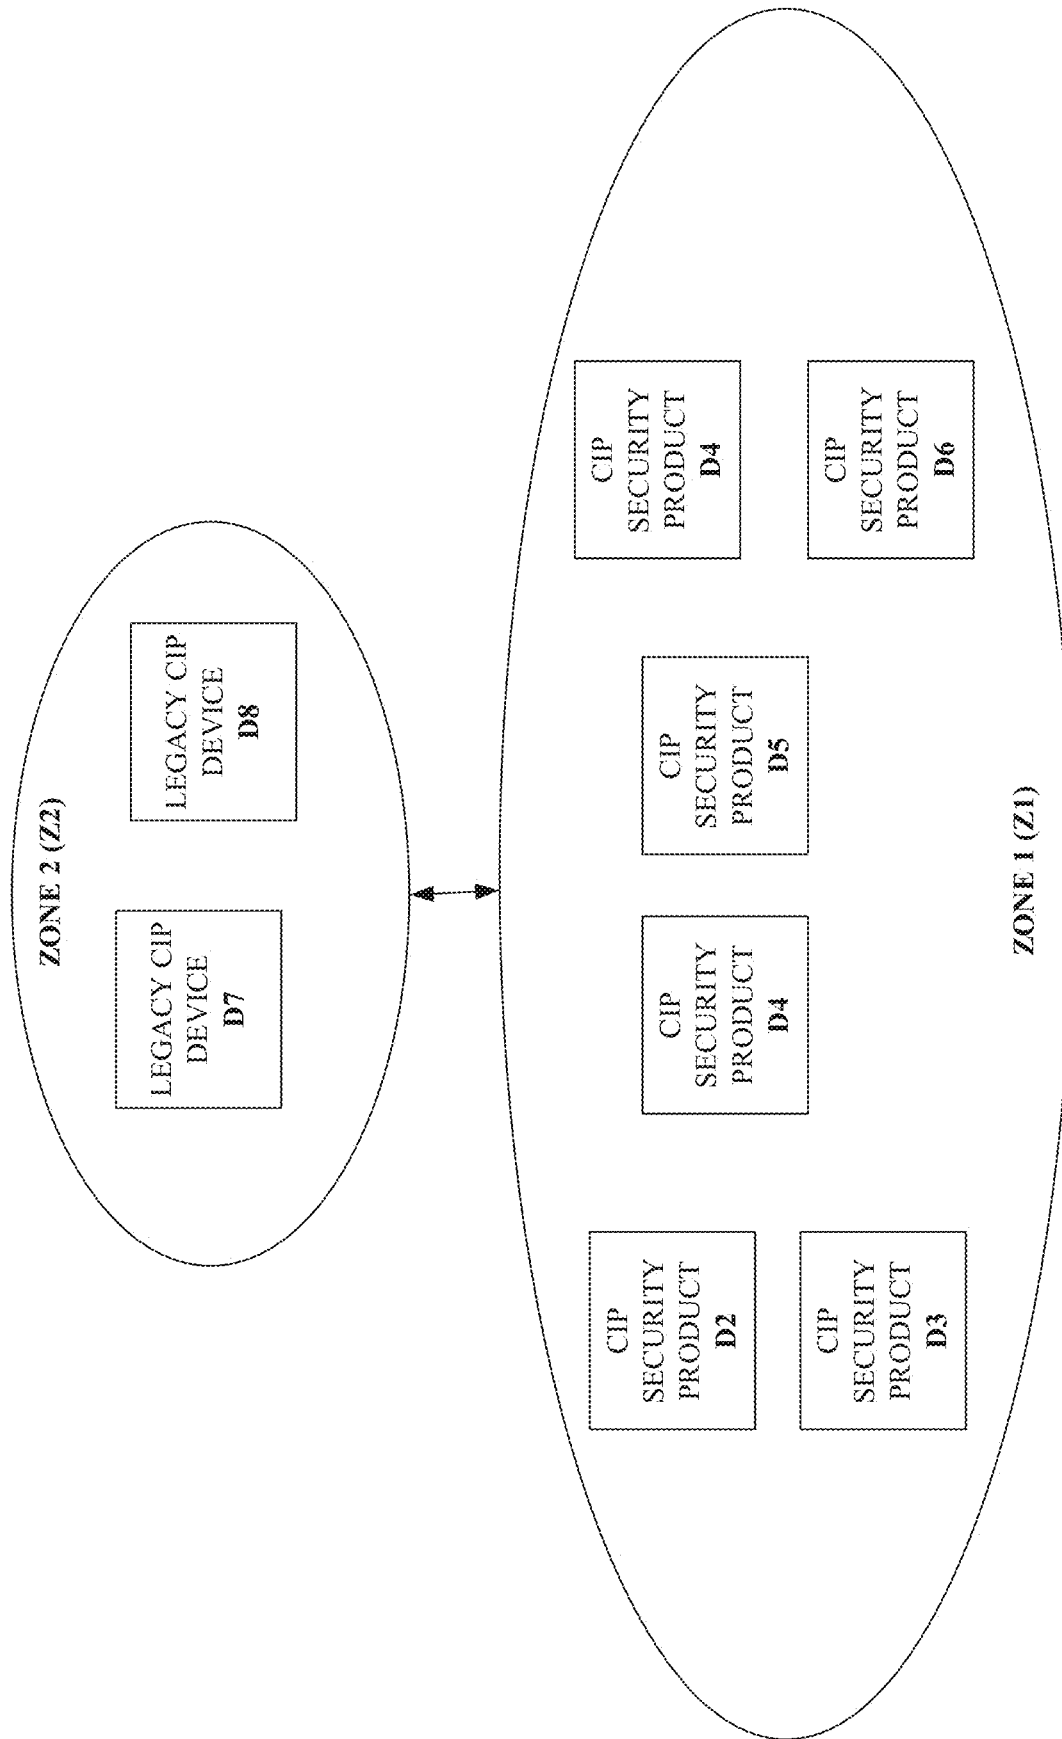 ZONE 2 (Z2)
LEGACY CIP
DEVICE
D7
LEGACY CIP
DEVICE
D8
CIP
SECURITY
PRODUCT
D2
CIP
SECURITY
PRODUCT
D3
CIP
SECURITY
PRODUCT
D4
CIP
SECURITY
PRODUCT
D5
CIP
SECURITY
PRODUCT
D4
CIP
SECURITY
PRODUCT
D6
ZONE 1 (Z1)